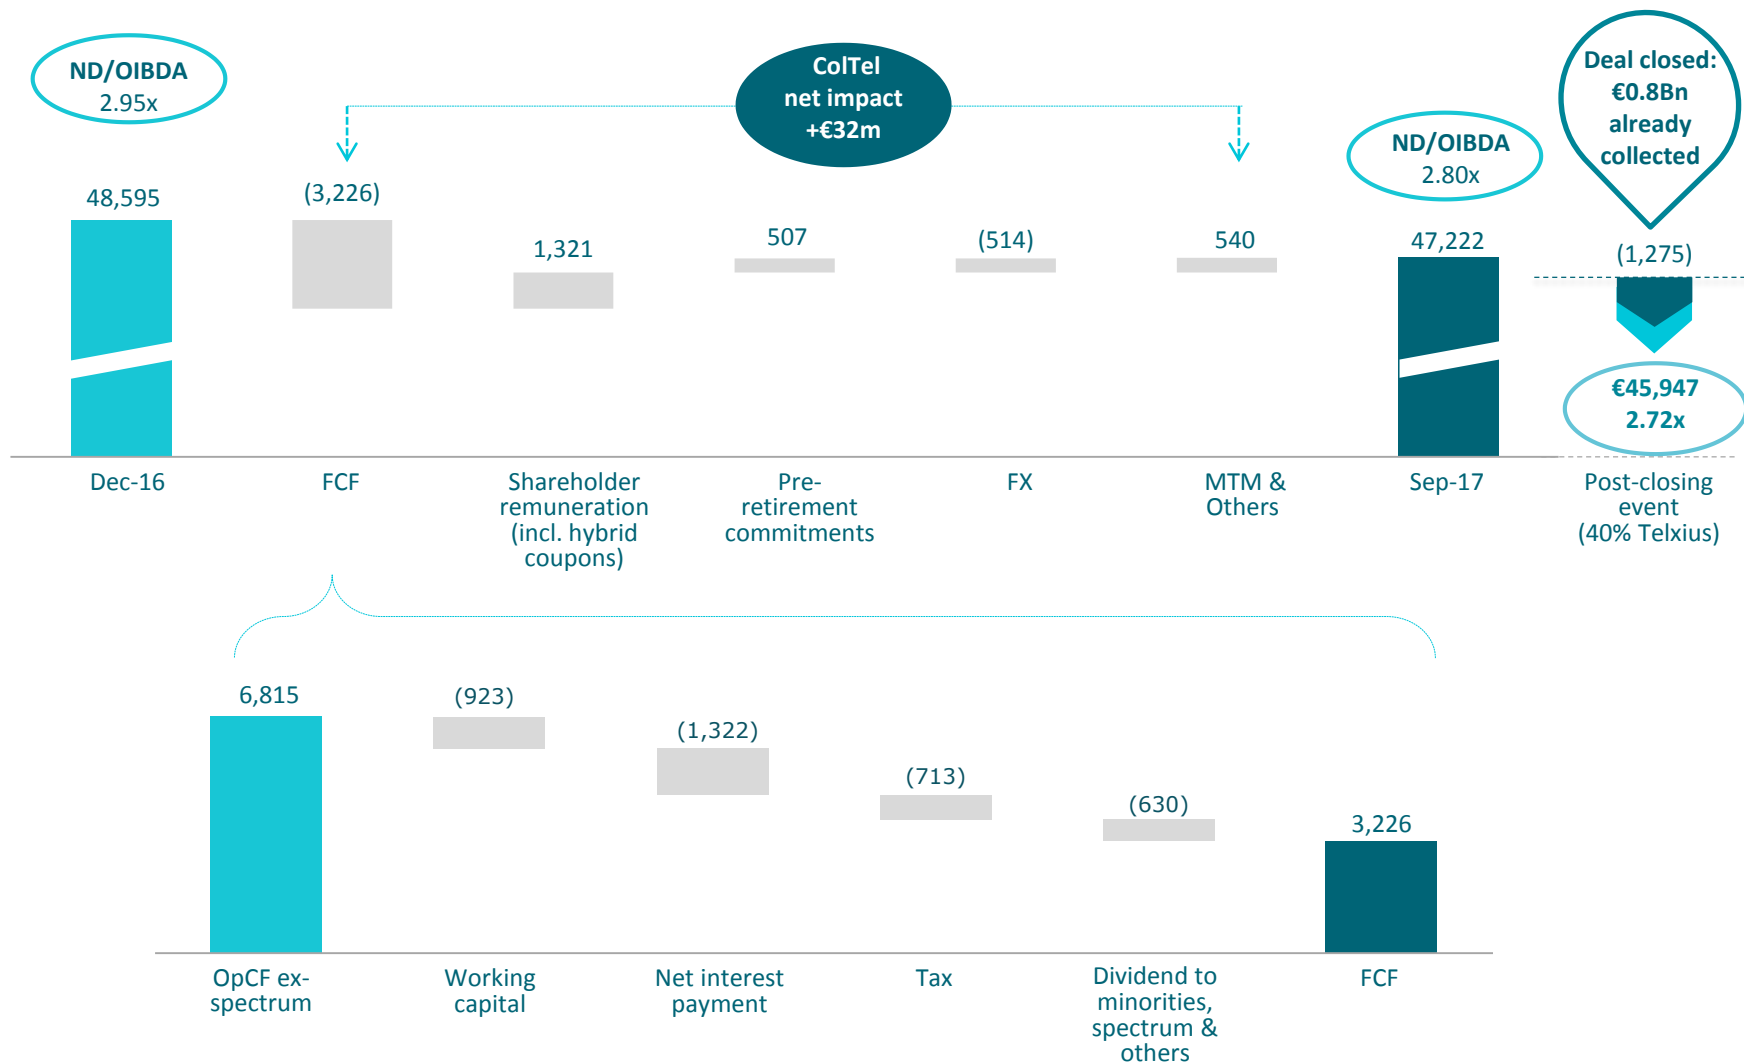 ND/OIBDA
2.95x
ColTel
net impact
+€32m
Deal closed:
€0.8Bn
already
collected
ND/OIBDA
2.80x
48,595
(3,226)
1,321
507
(514)
540
47,222
(1,275)
€45,947
2.72x
Dec-16
FCF
Shareholder
remuneration
(incl. hybrid
coupons)
Pre-
retirement
commitments
FX
MTM &
Others
Sep-17
Post-closing
event
(40% Telxius)
6,815
(923)
(1,322)
(713)
(630)
3,226
OpCF ex-
spectrum
Working
capital
Net interest
payment
Tax
Dividend to
minorities,
spectrum &
others
FCF